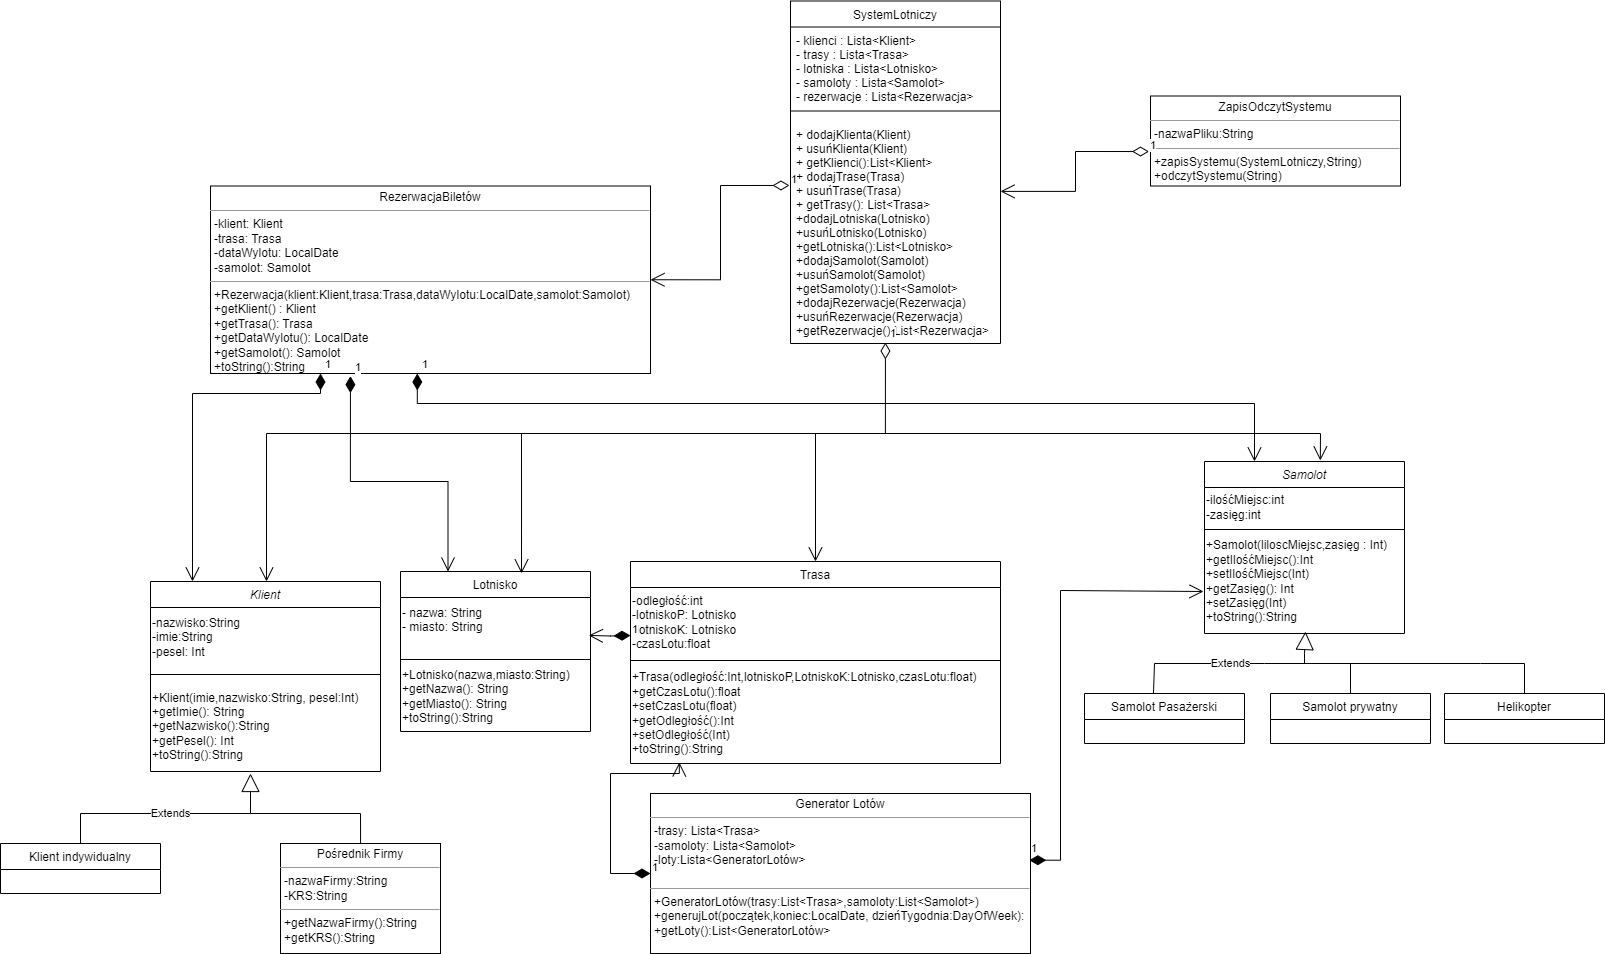 SystemLotniczy
- klienci : Lista<Klient>
- trasy : Lista<Trasa>
- lotniska : Lista<Lotnisko>
- samoloty : Lista<Samolot>
- rezerwacje : Lista<Rezerwacja>
+ dodajKlienta(Klient)
+ usuńKlienta(Klient)
+ getKlienci():List<Klient>
+ dodajTrase(Trasa)
+ usuńTrase(Trasa)
+ getTrasy(): List<Trasa>
+dodajLotniska(Lotnisko)
+usuńLotnisko(Lotnisko)
+getLotniska():List<Lotnisko>
+dodajSamolot(Samolot)
+usuńSamolot(Samolot)
+getSamoloty():List<Samolot>
+dodajRezerwacje(Rezerwacja)
+usuńRezerwacje(Rezerwacja)
+getRezerwacje():List<Rezerwacja>
1
1
ZapisOdczytSystemu
-nazwaPliku:String
1
+zapisSystemu(SystemLotniczy,String)
+odczytSystemu(String)
RezerwacjaBiletów
-klient: Klient
-trasa: Trasa
-dataWylotu: LocalDate
-samolot: Samolot
+Rezerwacja(klient:Klient,trasa:Trasa,dataWylotu:LocalDate,samolot:Samolot)
+getKlient() : Klient
+getTrasa(): Trasa
+getDataWylotu(): LocalDate
+getSamolot(): Samolot
+toString():String
1
1
1
Samolot
-ilośćMiejsc:int
-zasięg:int
+Samolot(Iiloscmiejsc,zasięg : Int)
+getIlośćMiejsc():Int
+setIlośćMiejsc(Int)
+getZasięg(): Int
+setZasięg(Int)
+toString():String
Extends
Samolot Pasażerski
Samolot prywatny
Helikopter
Klient
-nazwisko:String
-imie:String
-pesel: Int
+Klient(imie,nazwisko:String, pesel:Int)
+getImie(): String
+getNazwisko():String
+getPesel(): Int
+toString():String
Extends
Klient indywidualny
Pośrednik Firmy
-nazwaFirmy:String
-KRS:String
+getNazwaFirmy():String
+getKRS():String
Lotnisko
- nazwa: String
- miasto: String
+Lotnisko(nazwa,miasto:String)
+getNazwa(): String
+getMiasto(): String
+toString():String
Trasa
-odległość:int
-lotniskoP: Lotnisko
1otniskoK: Lotnisko
-czasLotu:float
+Trasa(odległość:Int,lotniskoP,LotniskoK:Lotnisko,czasLotu:float)
+getCzasLotu():float
+setCzasLotu(float)
+getOdległość():Int
+setOdległość(Int)
+toString():String
Generator Lotów
-trasy: Lista<Trasa>
-samoloty: Lista<Samolot>
-loty:Lista<GeneratorLotów>
1
1
+GeneratorLotów(trasy:List<Trasa>,samoloty:List<Samolot>)
+generujLot(początek,koniec:LocalDate, dzieńTygodnia:DayOfWeek):
+getLoty():List<GeneratorLotów>